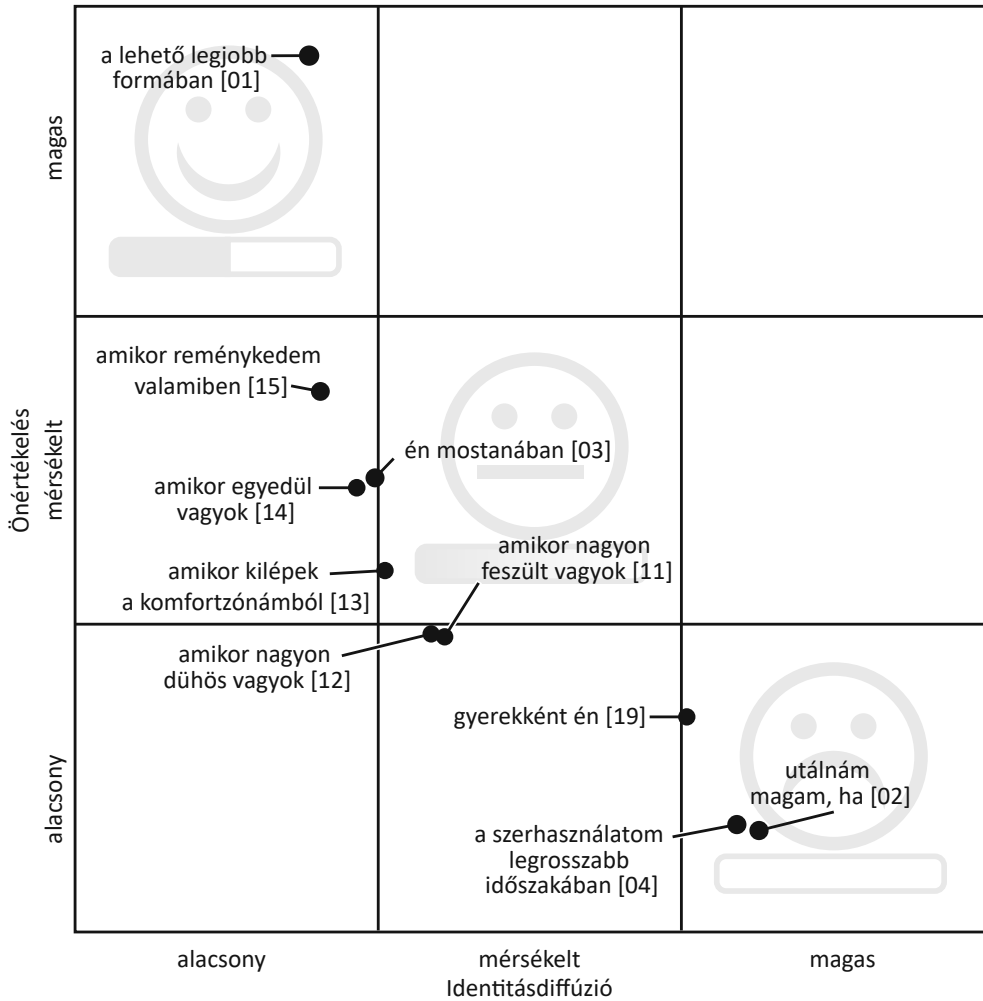 a lehető legjobb
formában [01]
magas
amikor reménykedem
valamiben [15]
én mostanában [03]
amikor egyedül
vagyok [14]
Önértékelés
mérsékelt
amikor nagyon
feszült vagyok [11]
amikor kilépek
a komfortzónámból [13]
amikor nagyon
dühös vagyok [12]
gyerekként én [19]
alacsony
utálnám
magam, ha [02]
a szerhasználatom
legrosszabb
időszakában [04]
alacsony
mérsékelt
magas
Identitásdiffúzió